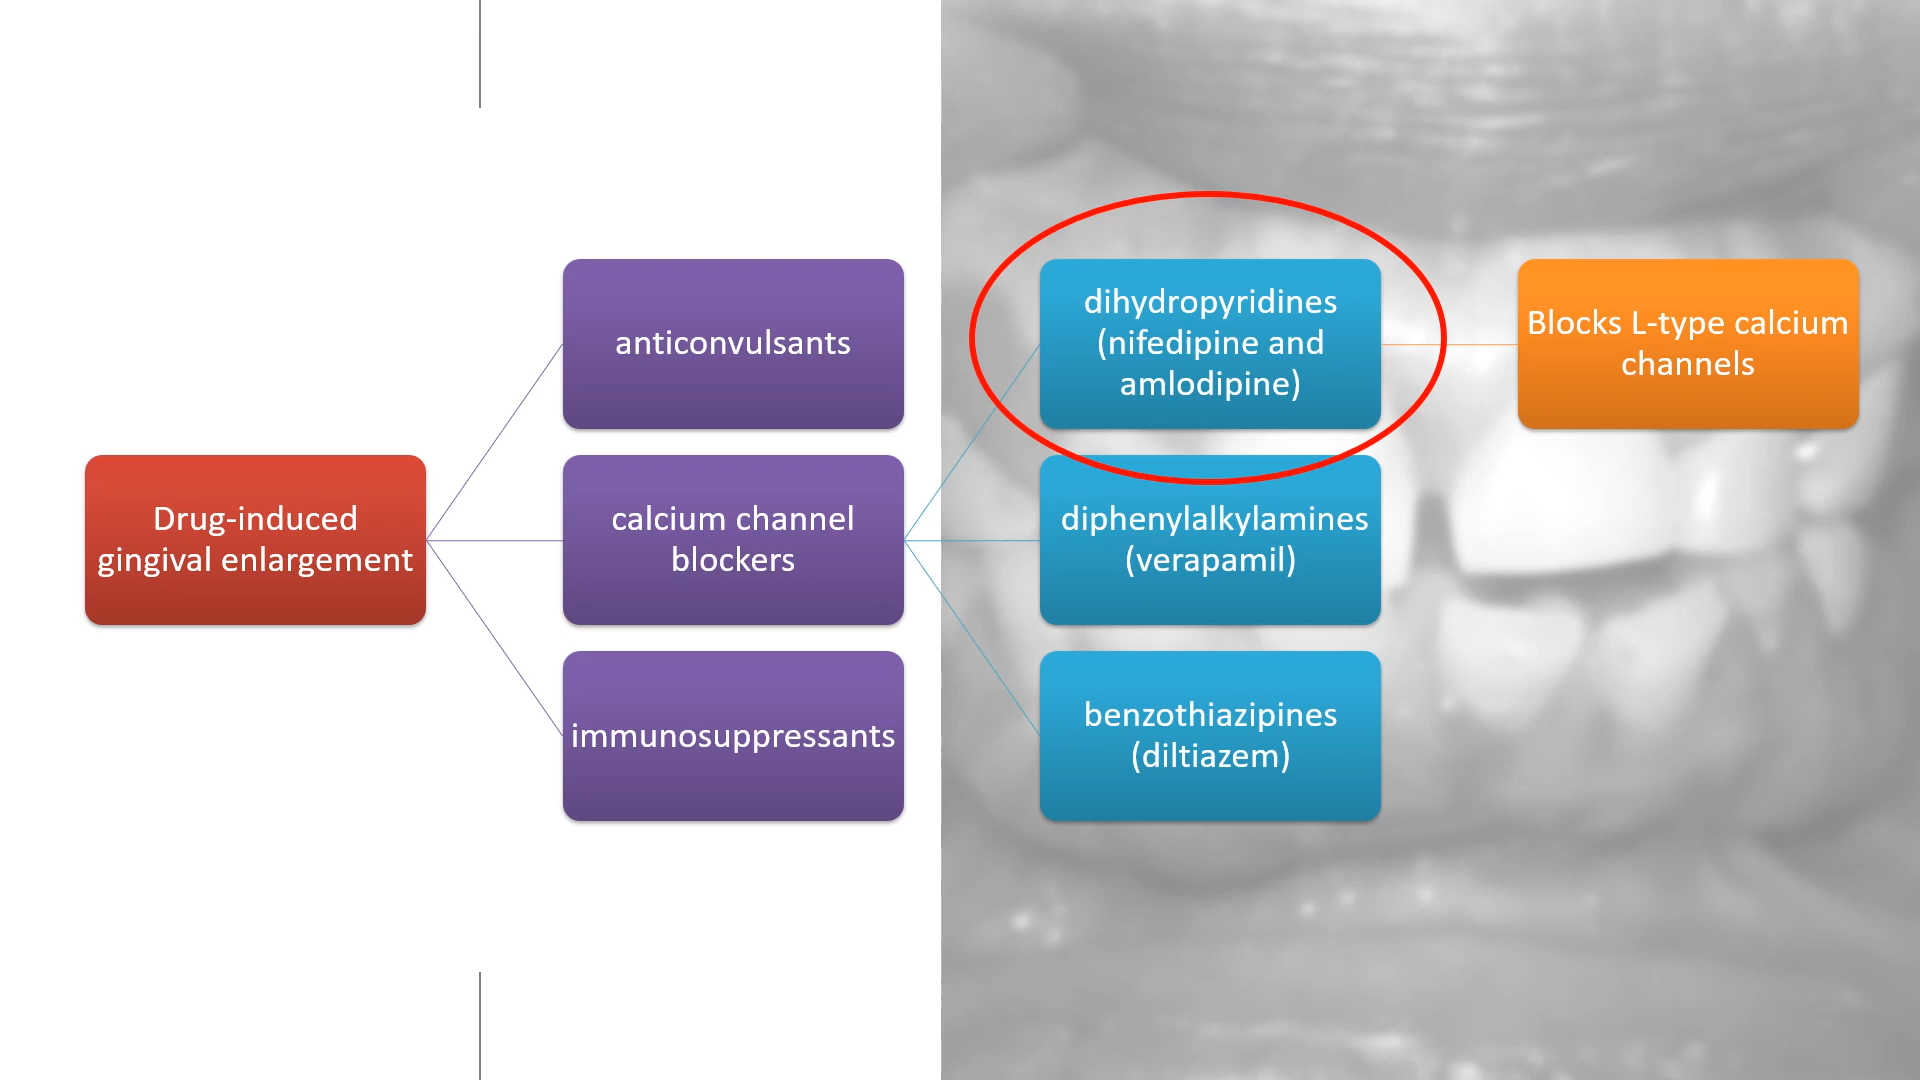 Drug-induced
gingival enlargement
anticonvulsants
calcium channel
blockers
immunosuppressants
dihydropyridines
(nifedipine and
amlodipine)
diphenylalkylamines
(verapamil)
benzothiazipines
(diltiazem)
Blocks L-type calcium
channels